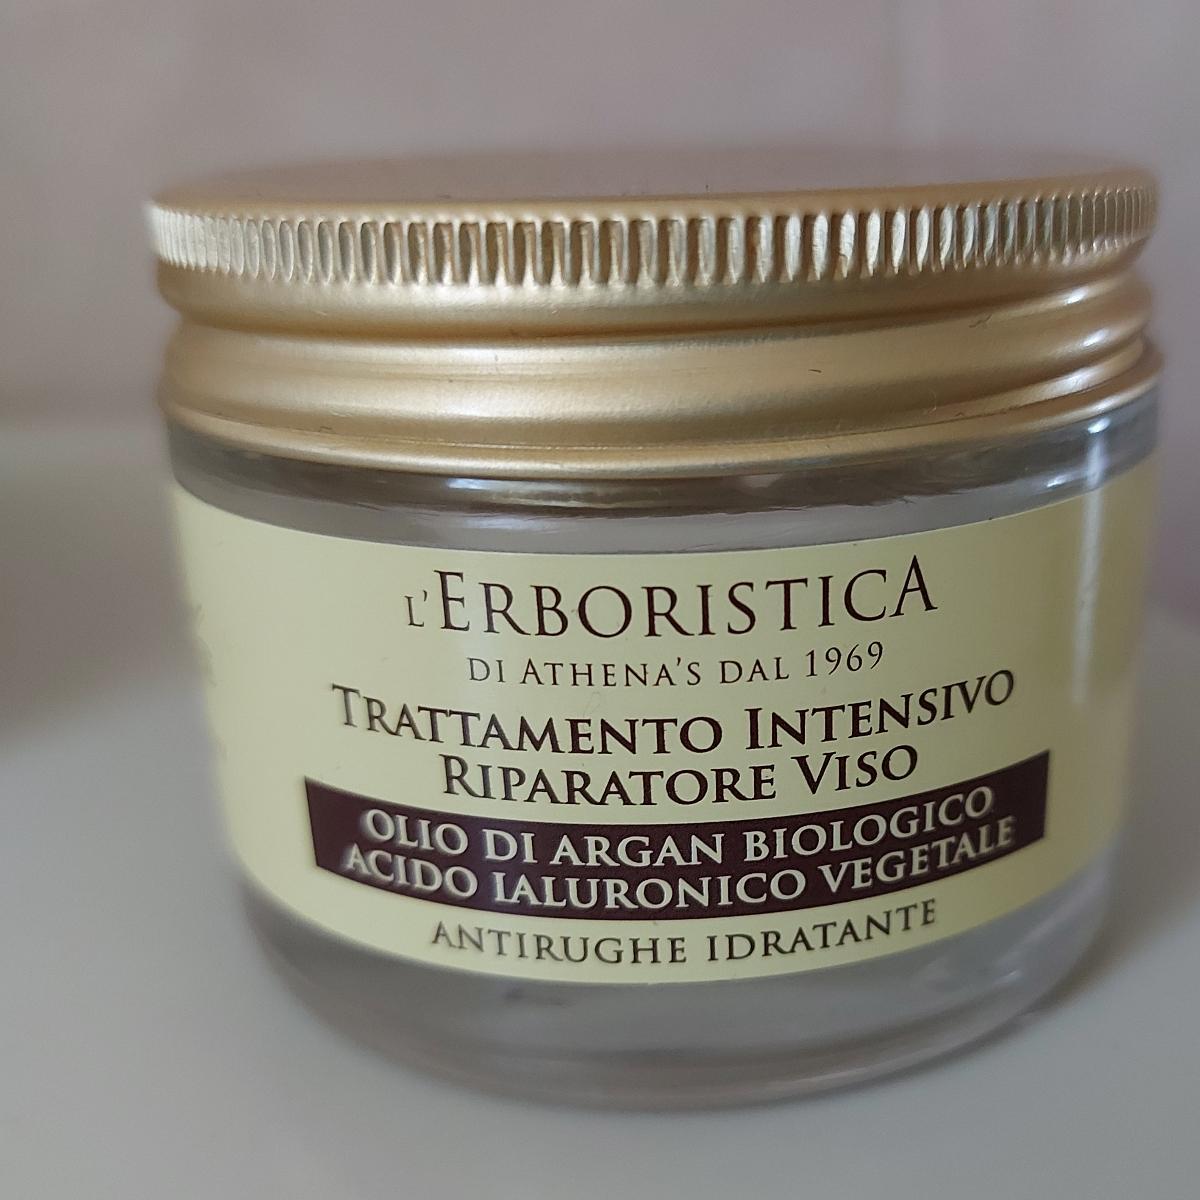 L'ERBORISTICA
DI ATHENA'S DAL 1969
TRATTAMENTO INTENSIVO
RIPARATORE VISO
OLIO DI ARGAN BIOLOGICO
ACIDO IALURONICO VEGETALE
ANTIRUGHE IDRATANTE